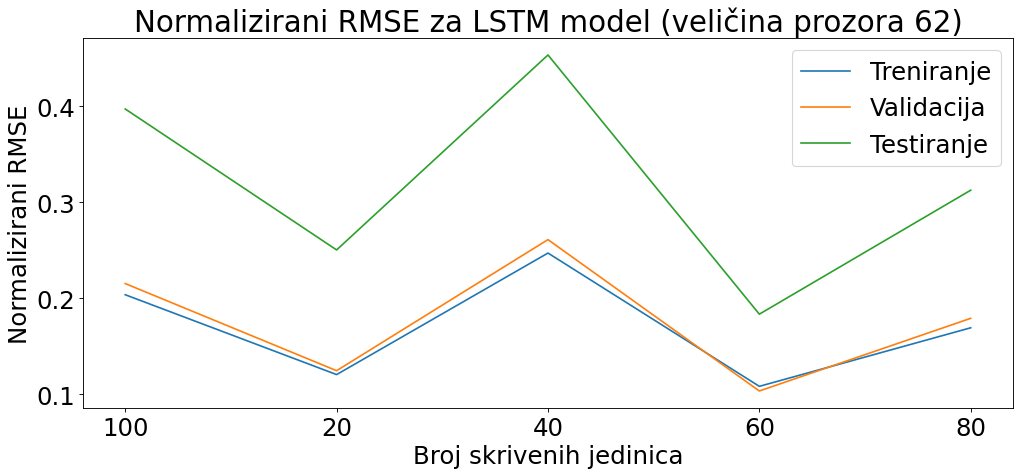 Normalizirani RMSE za LSTM model (veličina prozora 62)
Treniranje
Validacija
Testiranje
Normalizirani RMSE
0.4
0.3
0.2
0.1
100 20 40 60 80
Broj skrivenih jedinica